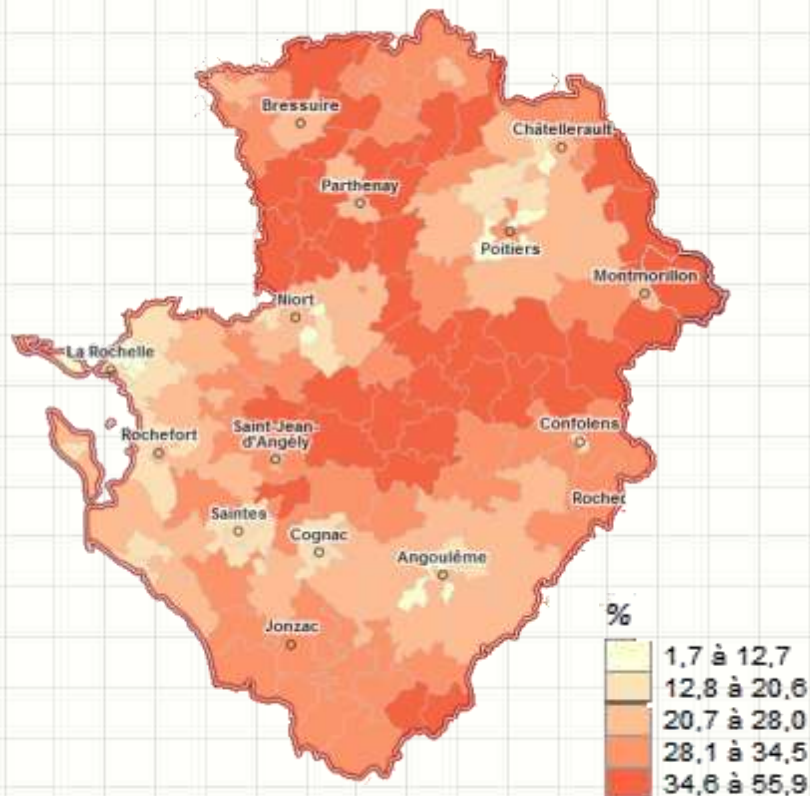 Bressuire
Châtellerault
Parthenay
Poitiers
Montmorillon
Niort
La Rochelle
Rochefort
Saint-Jean-
d'Angély
Confolens
Rochec
Saintes
Cognac
Angoulême
Jonzac
%
1,7 à 12,7
12,8 à 20,6
20,7 à 28,0
28,1 à 34,5
34,6 à 55,9